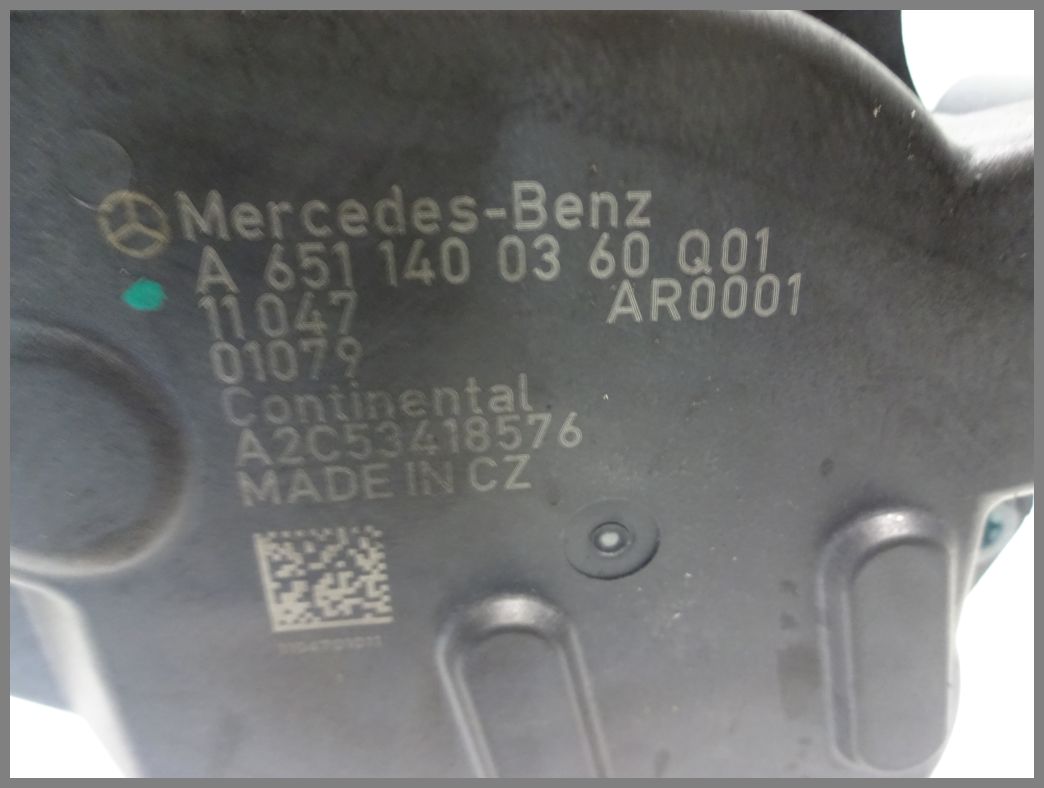 Mercedes-Benz
A 651 140 03 60 Q01
11047 AR0001
01079
Continental
A2C53418576
MADE IN CZ